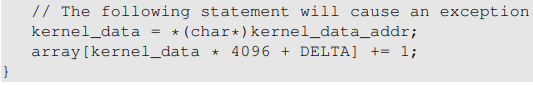 // The following statement will cause an exception
kernel_data = *(char*)kernel_data_addr;
array[kernel_data * 4096 + DELTA] += 1;
}